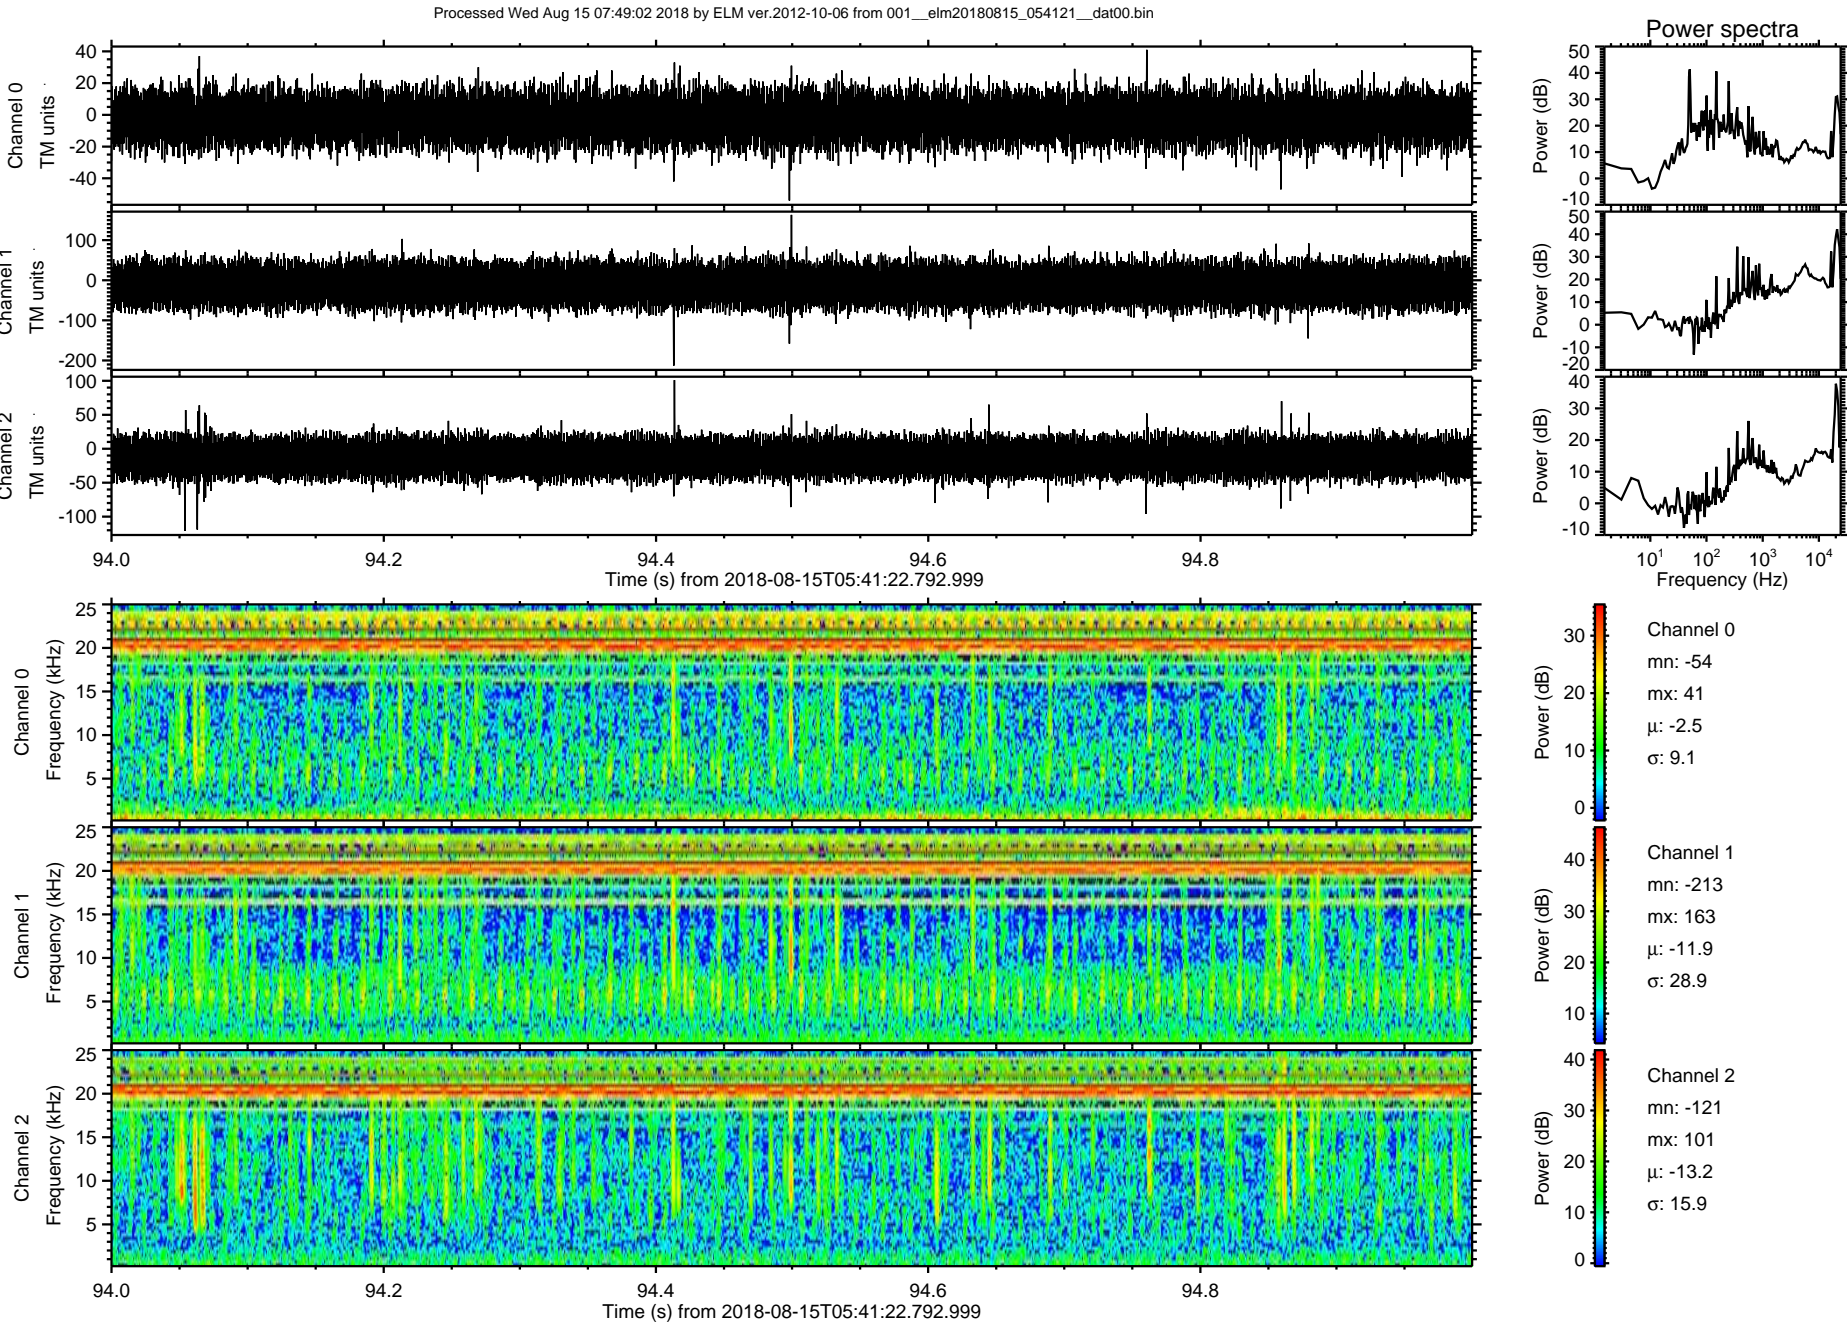 Processed Wed Aug 15 07:49:02 2018 by ELM ver.2012-10-06 from 001__elm20180815_054121__dat00.bin
Power spectra
Channel 0
TM units
40
20
0
-20
-40
Power (dB)
50
40
30
20
10
0
-10
Channel 1
TM units
100
0
-100
-200
Power (dB)
50
40
30
20
10
0
-10
-20
Channel 2
TM units
100
50
0
-50
-100
Power (dB)
40
30
20
10
0
-10
94.0 94.2 94.4 94.6 94.8
Time (s) from 2018-08-15T05:41:22.792.999
10¹ 10² 10³ 10⁴
Frequency (Hz)
Channel 0
Frequency (kHz)
25
20
15
10
5
Power (dB)
30
20
10
0
Channel 0
mn: -54
mx: 41
μ: -2.5
σ: 9.1
Channel 1
Frequency (kHz)
25
20
15
10
5
Power (dB)
40
30
20
10
Channel 1
mn: -213
mx: 163
μ: -11.9
σ: 28.9
Channel 2
Frequency (kHz)
25
20
15
10
5
Power (dB)
40
30
20
10
0
Channel 2
mn: -121
mx: 101
μ: -13.2
σ: 15.9
94.0 94.2 94.4 94.6 94.8
Time (s) from 2018-08-15T05:41:22.792.999